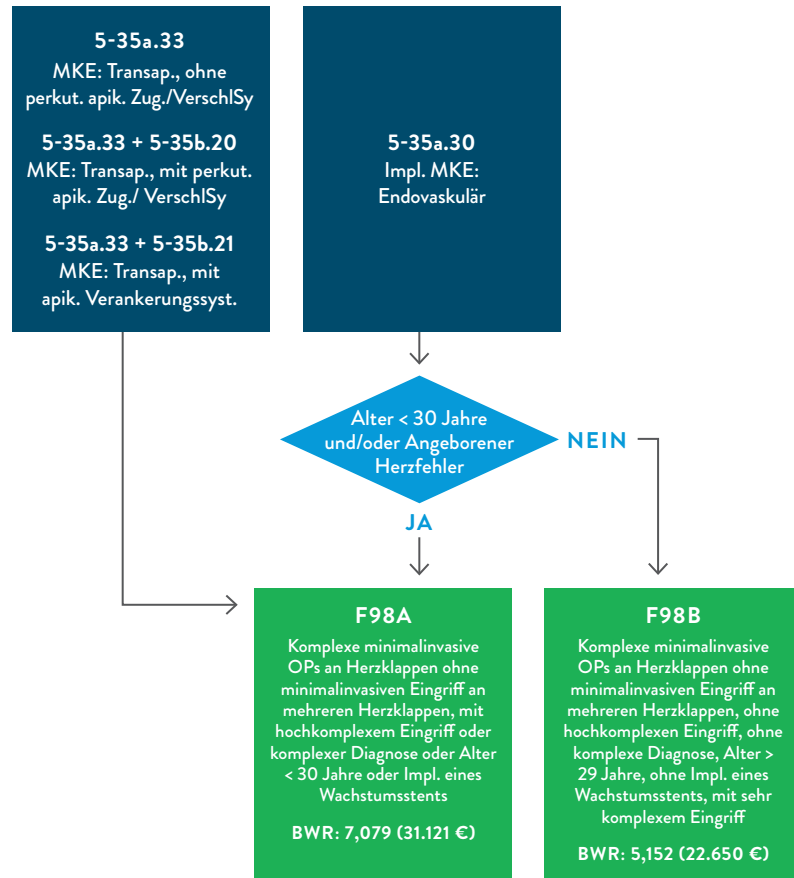 5-35a.33
MKE: Transap., ohne
perkut. apik. Zug./VerschlSy
5-35a.33 + 5-35b.20
MKE: Transap., mit perkut.
apik. Zug./ VerschlSy
5-35a.33 + 5-35b.21
MKE: Transap., mit
apik. Verankerungssyst.
5-35a.30
Impl. MKE:
Endovaskulär
Alter < 30 Jahre
und/oder Angeborener
Herzfehler
NEIN
JA
F98A
Komplexe minimalinvasive
OPs an Herzklappen ohne
minimalinvasiven Eingriff an
mehreren Herzklappen, mit
hochkomplexem Eingriff oder
komplexer Diagnose oder Alter
< 30 Jahre oder Impl. eines
Wachstumsstents
BWR: 7,079 (31.121 €)
F98B
Komplexe minimalinvasive
OPs an Herzklappen ohne
minimalinvasiven Eingriff an
mehreren Herzklappen, ohne
hochkomplexen Eingriff, ohne
komplexe Diagnose, Alter >
29 Jahre, ohne Impl. eines
Wachstumsstents, mit sehr
komplexem Eingriff
BWR: 5,152 (22.650 €)